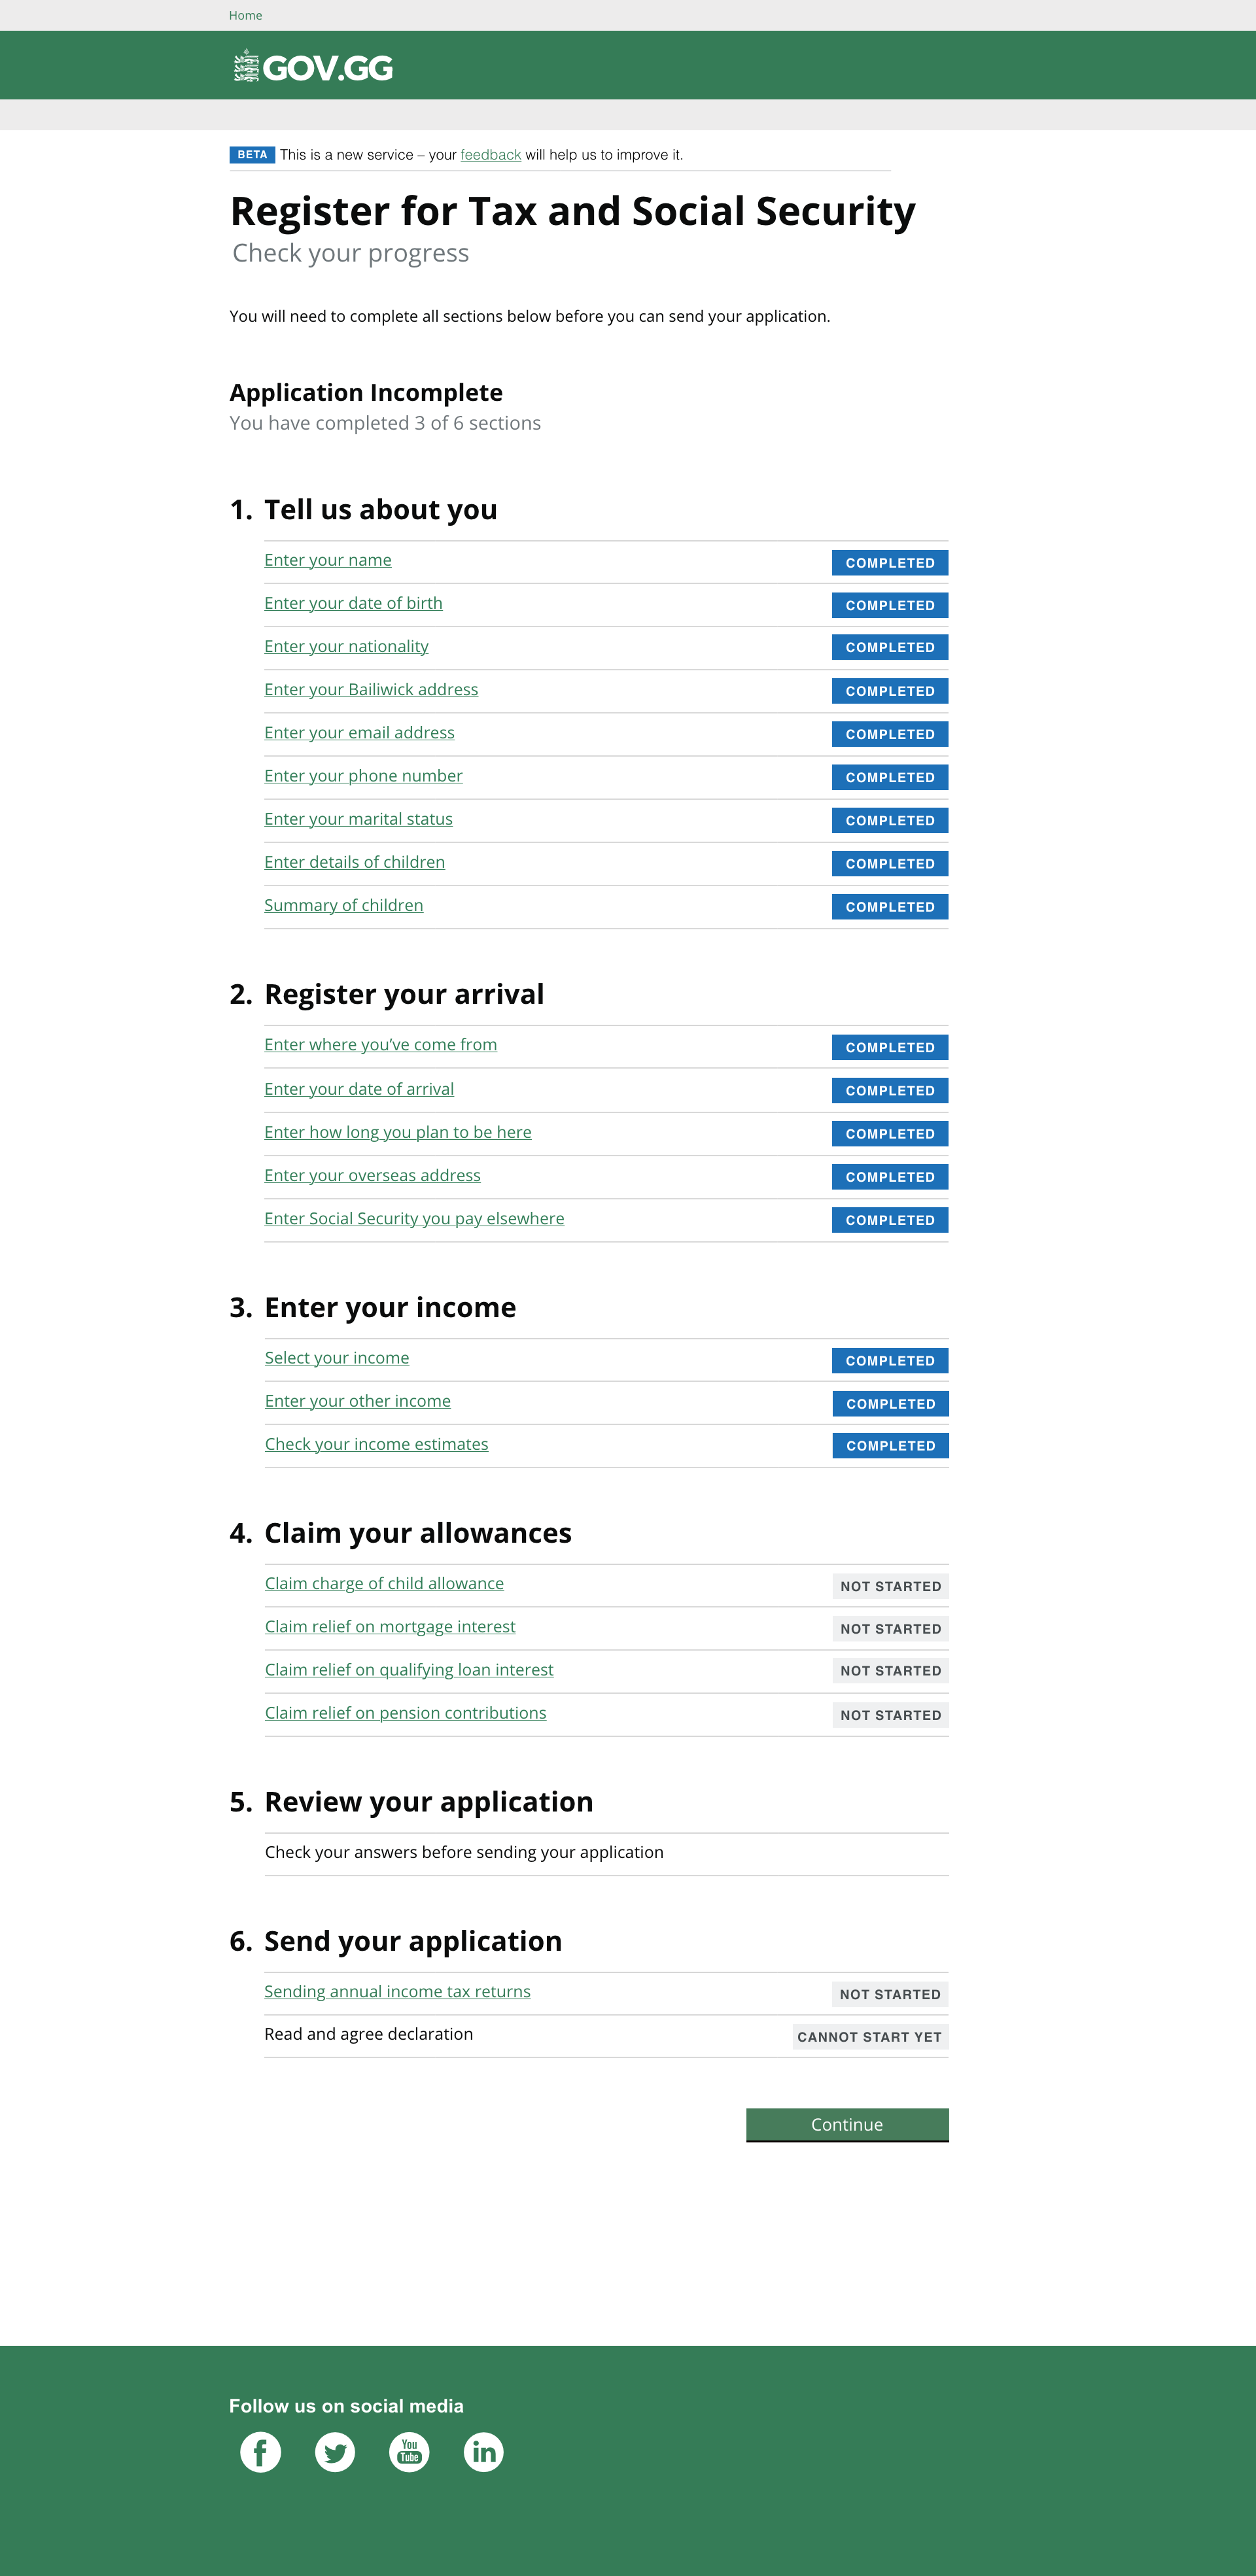 Home
GOV.GG
BETA This is a new service – your feedback will help us to improve it.
Register for Tax and Social Security
Check your progress
You will need to complete all sections below before you can send your application.
Application Incomplete
You have completed 3 of 6 sections
1. Tell us about you
Enter your name COMPLETED
Enter your date of birth COMPLETED
Enter your nationality COMPLETED
Enter your Bailiwick address COMPLETED
Enter your email address COMPLETED
Enter your phone number COMPLETED
Enter your marital status COMPLETED
Enter details of children COMPLETED
Summary of children COMPLETED
2. Register your arrival
Enter where you’ve come from COMPLETED
Enter your date of arrival COMPLETED
Enter how long you plan to be here COMPLETED
Enter your overseas address COMPLETED
Enter Social Security you pay elsewhere COMPLETED
3. Enter your income
Select your income COMPLETED
Enter your other income COMPLETED
Check your income estimates COMPLETED
4. Claim your allowances
Claim charge of child allowance NOT STARTED
Claim relief on mortgage interest NOT STARTED
Claim relief on qualifying loan interest NOT STARTED
Claim relief on pension contributions NOT STARTED
5. Review your application
Check your answers before sending your application
6. Send your application
Sending annual income tax returns NOT STARTED
Read and agree declaration CANNOT START YET
Continue
Follow us on social media
f You Tube in